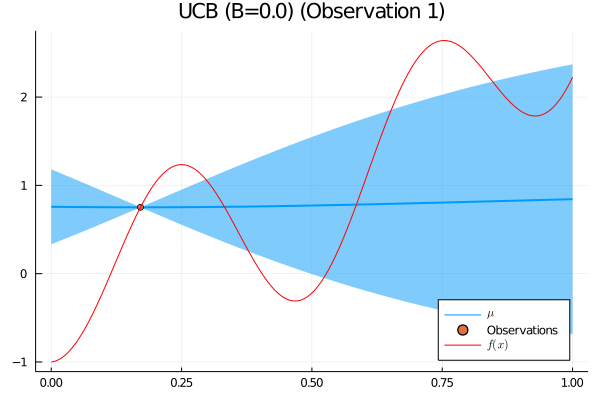 UCB (B=0.0) (Observation 1)
2
1
0
−1
0.00
0.25
0.50
0.75
1.00
μ
Observations
f(x)